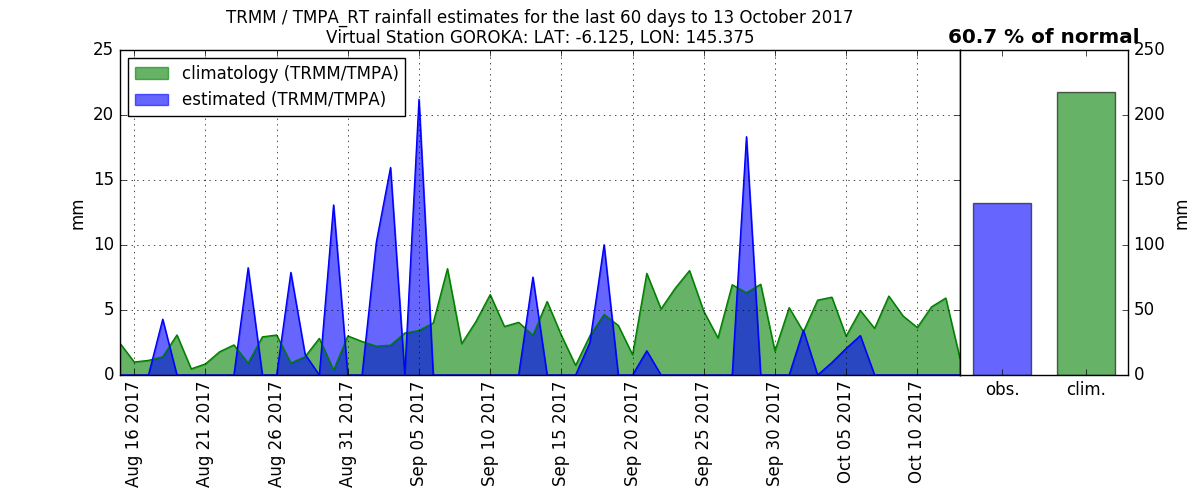 TRMM / TMPA_RT rainfall estimates for the last 60 days to 13 October 2017
Virtual Station GOROKA: LAT: -6.125, LON: 145.375
60.7 % of normal
climatology (TRMM/TMPA)
estimated (TRMM/TMPA)
25
20
15
10
5
0
mm
250
200
150
100
50
0
mm
Aug 16 2017
Aug 21 2017
Aug 26 2017
Aug 31 2017
Sep 05 2017
Sep 10 2017
Sep 15 2017
Sep 20 2017
Sep 25 2017
Sep 30 2017
Oct 05 2017
Oct 10 2017
obs.
clim.